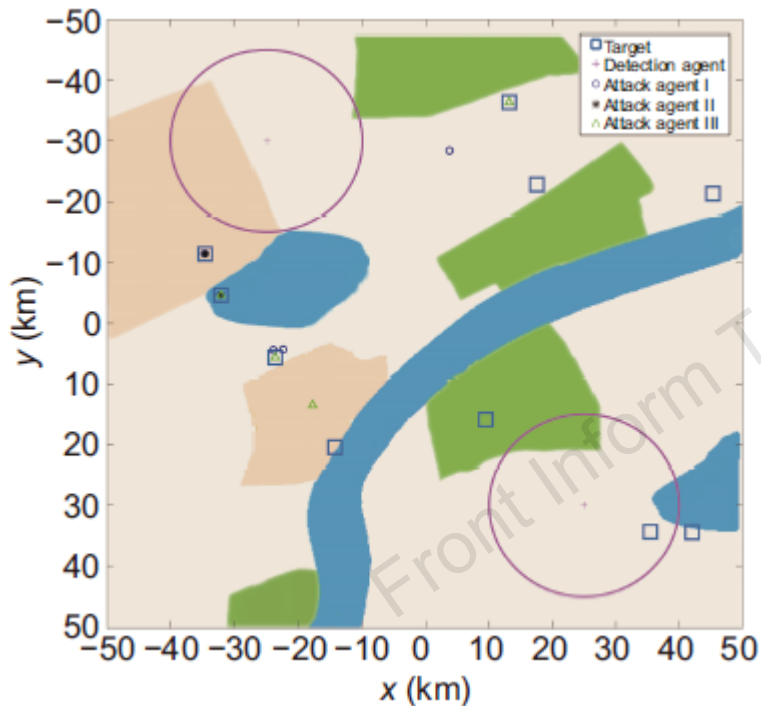 −50
−40
−30
−20
−10
0
10
20
30
40
50
y (km)
Target
Detection agent
Attack agent I
Attack agent II
Attack agent III
Front Inform T
−50 −40 −30 −20 −10 0 10 20 30 40 50
x (km)